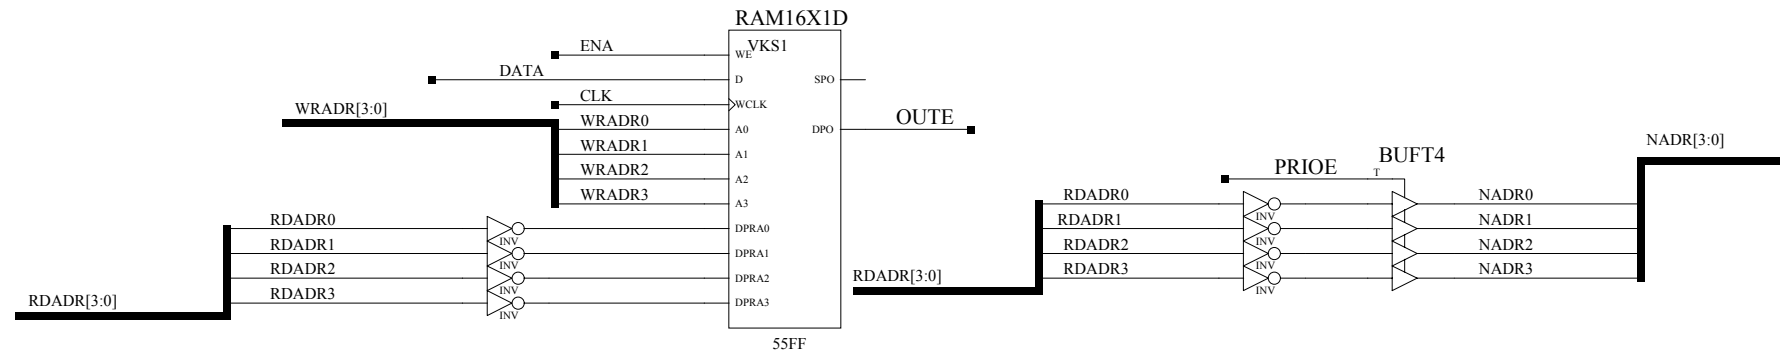 RAM16X1D
VKS1
ENA
WE
DATA
D
SPO
CLK
WCLK
WRADR[3:0]
WRADR0
A0
DPO
OUTE
WRADR1
A1
WRADR2
A2
WRADR3
A3
RDADR0
INV
DPRA0
RDADR1
INV
DPRA1
RDADR2
INV
DPRA2
RDADR3
INV
DPRA3
RDADR[3:0]
55FF
NADR[3:0]
BUFT4
PRIOE
T
RDADR0
INV
NADR0
RDADR1
INV
NADR1
RDADR2
INV
NADR2
RDADR3
INV
NADR3
RDADR[3:0]